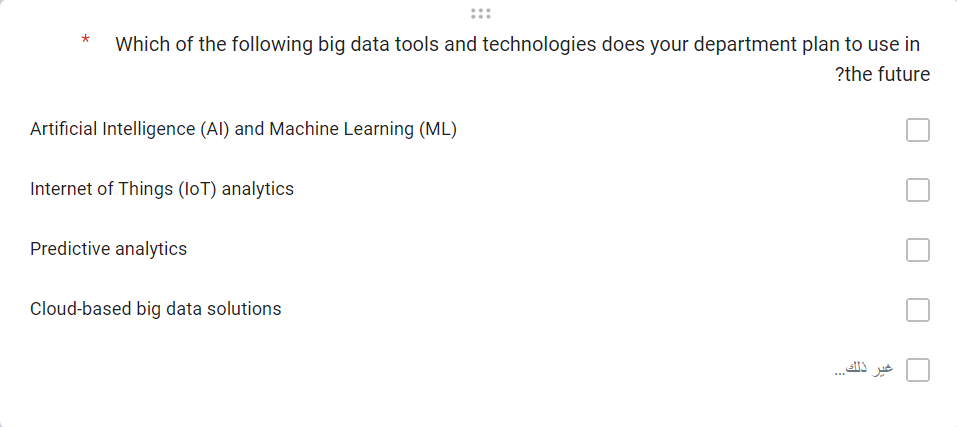 * Which of the following big data tools and technologies does your department plan to use in
?the future
Artificial Intelligence (AI) and Machine Learning (ML)
Internet of Things (IoT) analytics
Predictive analytics
Cloud-based big data solutions
غير ذلك...